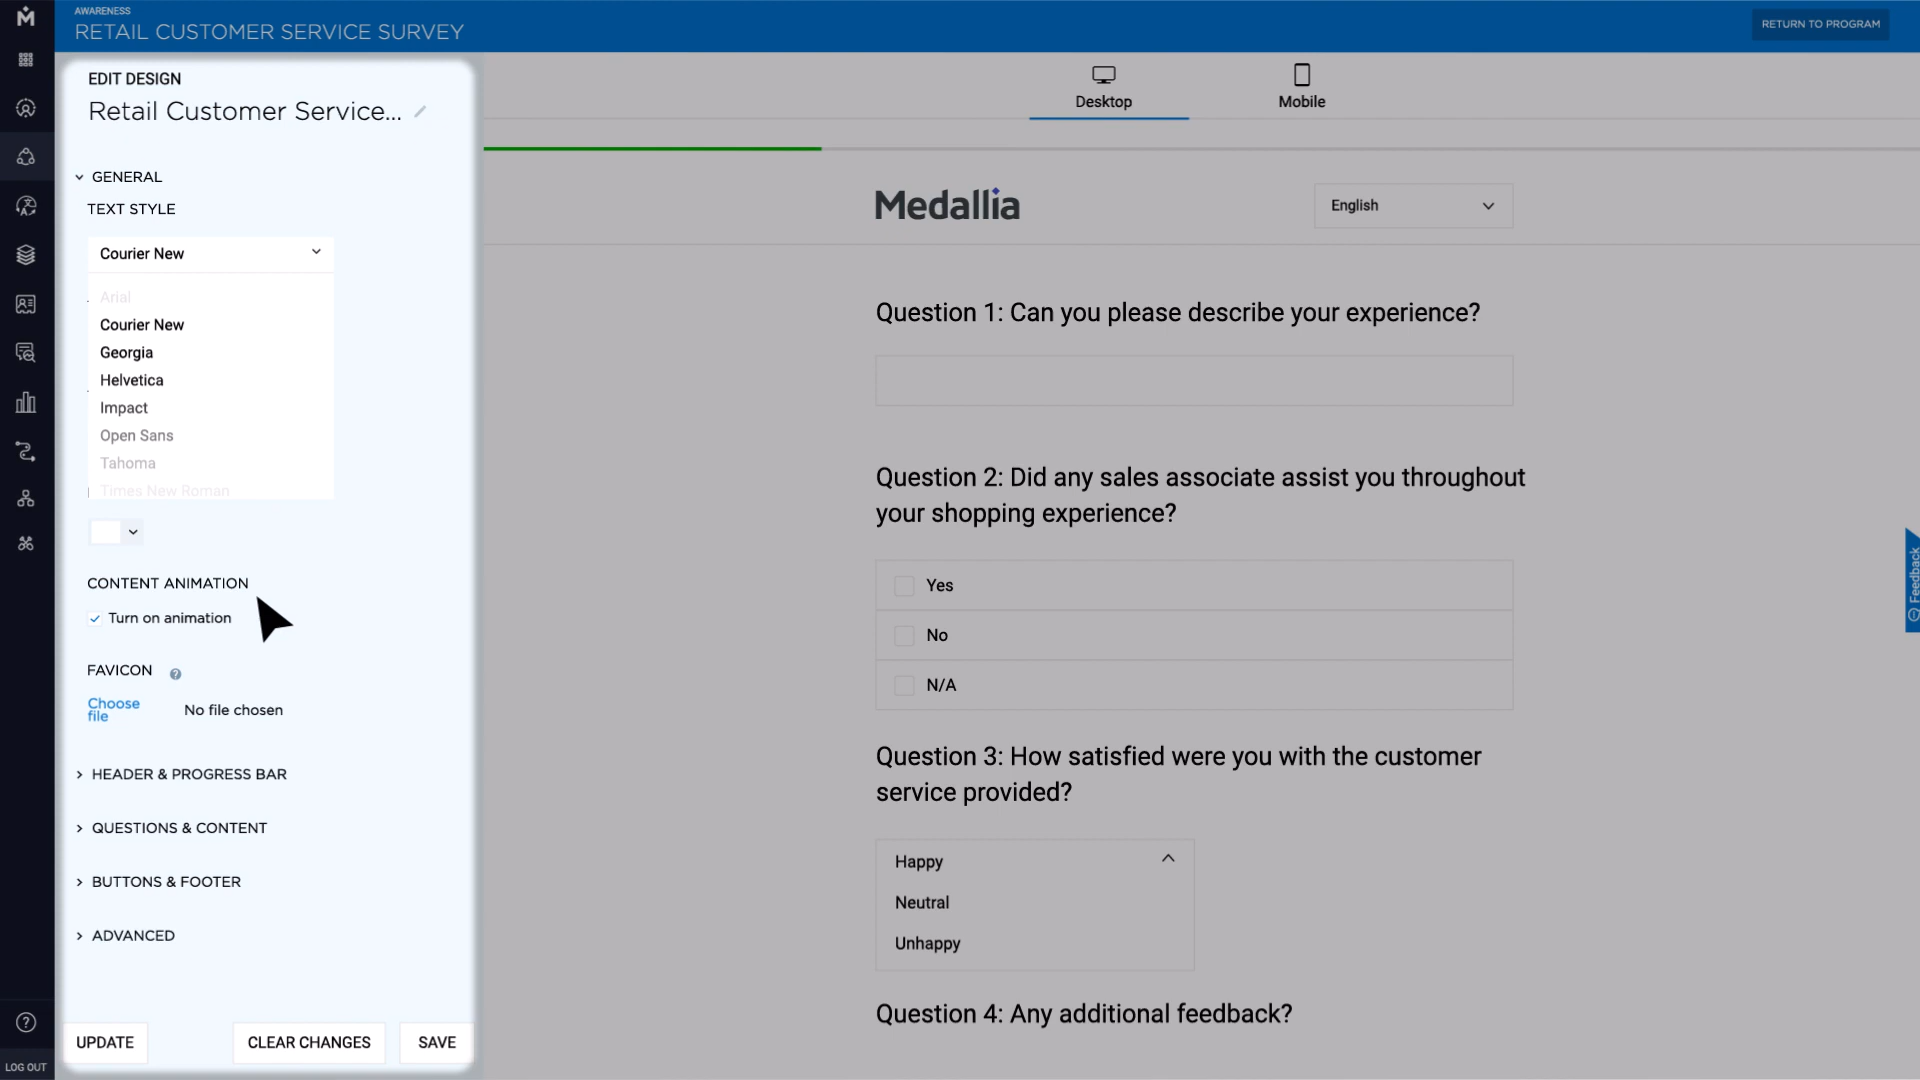 AWARENESS
RETAIL CUSTOMER SERVICE SURVEY
RETURN TO PROGRAM
EDIT DESIGN
Retail Customer Service...
GENERAL
TEXT STYLE
Courier New
Arial
Courier New
Georgia
Helvetica
Impact
Open Sans
Tahoma
Times New Roman
CONTENT ANIMATION
Turn on animation
FAVICON
Choose
file
No file chosen
HEADER & PROGRESS BAR
QUESTIONS & CONTENT
BUTTONS & FOOTER
ADVANCED
UPDATE
CLEAR CHANGES
SAVE
LOG OUT
Desktop
Mobile
Medallia
English
Question 1: Can you please describe your experience?
Question 2: Did any sales associate assist you throughout
your shopping experience?
Yes
No
N/A
Question 3: How satisfied were you with the customer
service provided?
Happy
Neutral
Unhappy
Question 4: Any additional feedback?
Feedback